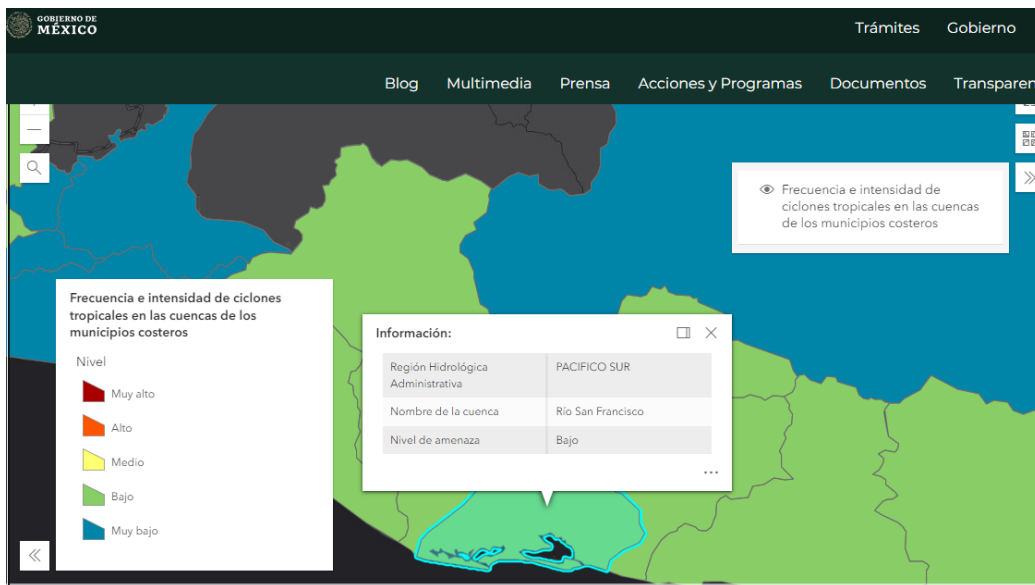 GOBIERNO DE
MÉXICO
Trámites Gobierno
Blog Multimedia Prensa Acciones y Programas Documentos Transparen
Frecuencia e intensidad de
ciclones tropicales en las cuencas
de los municipios costeros
Frecuencia e intensidad de ciclones
tropicales en las cuencas de los
municipios costeros
Nivel
Muy alto
Alto
Medio
Bajo
Muy bajo
Información:
Región Hidrológica
Administrativa
PACIFICO SUR
Nombre de la cuenca Río San Francisco
Nivel de amenaza Bajo